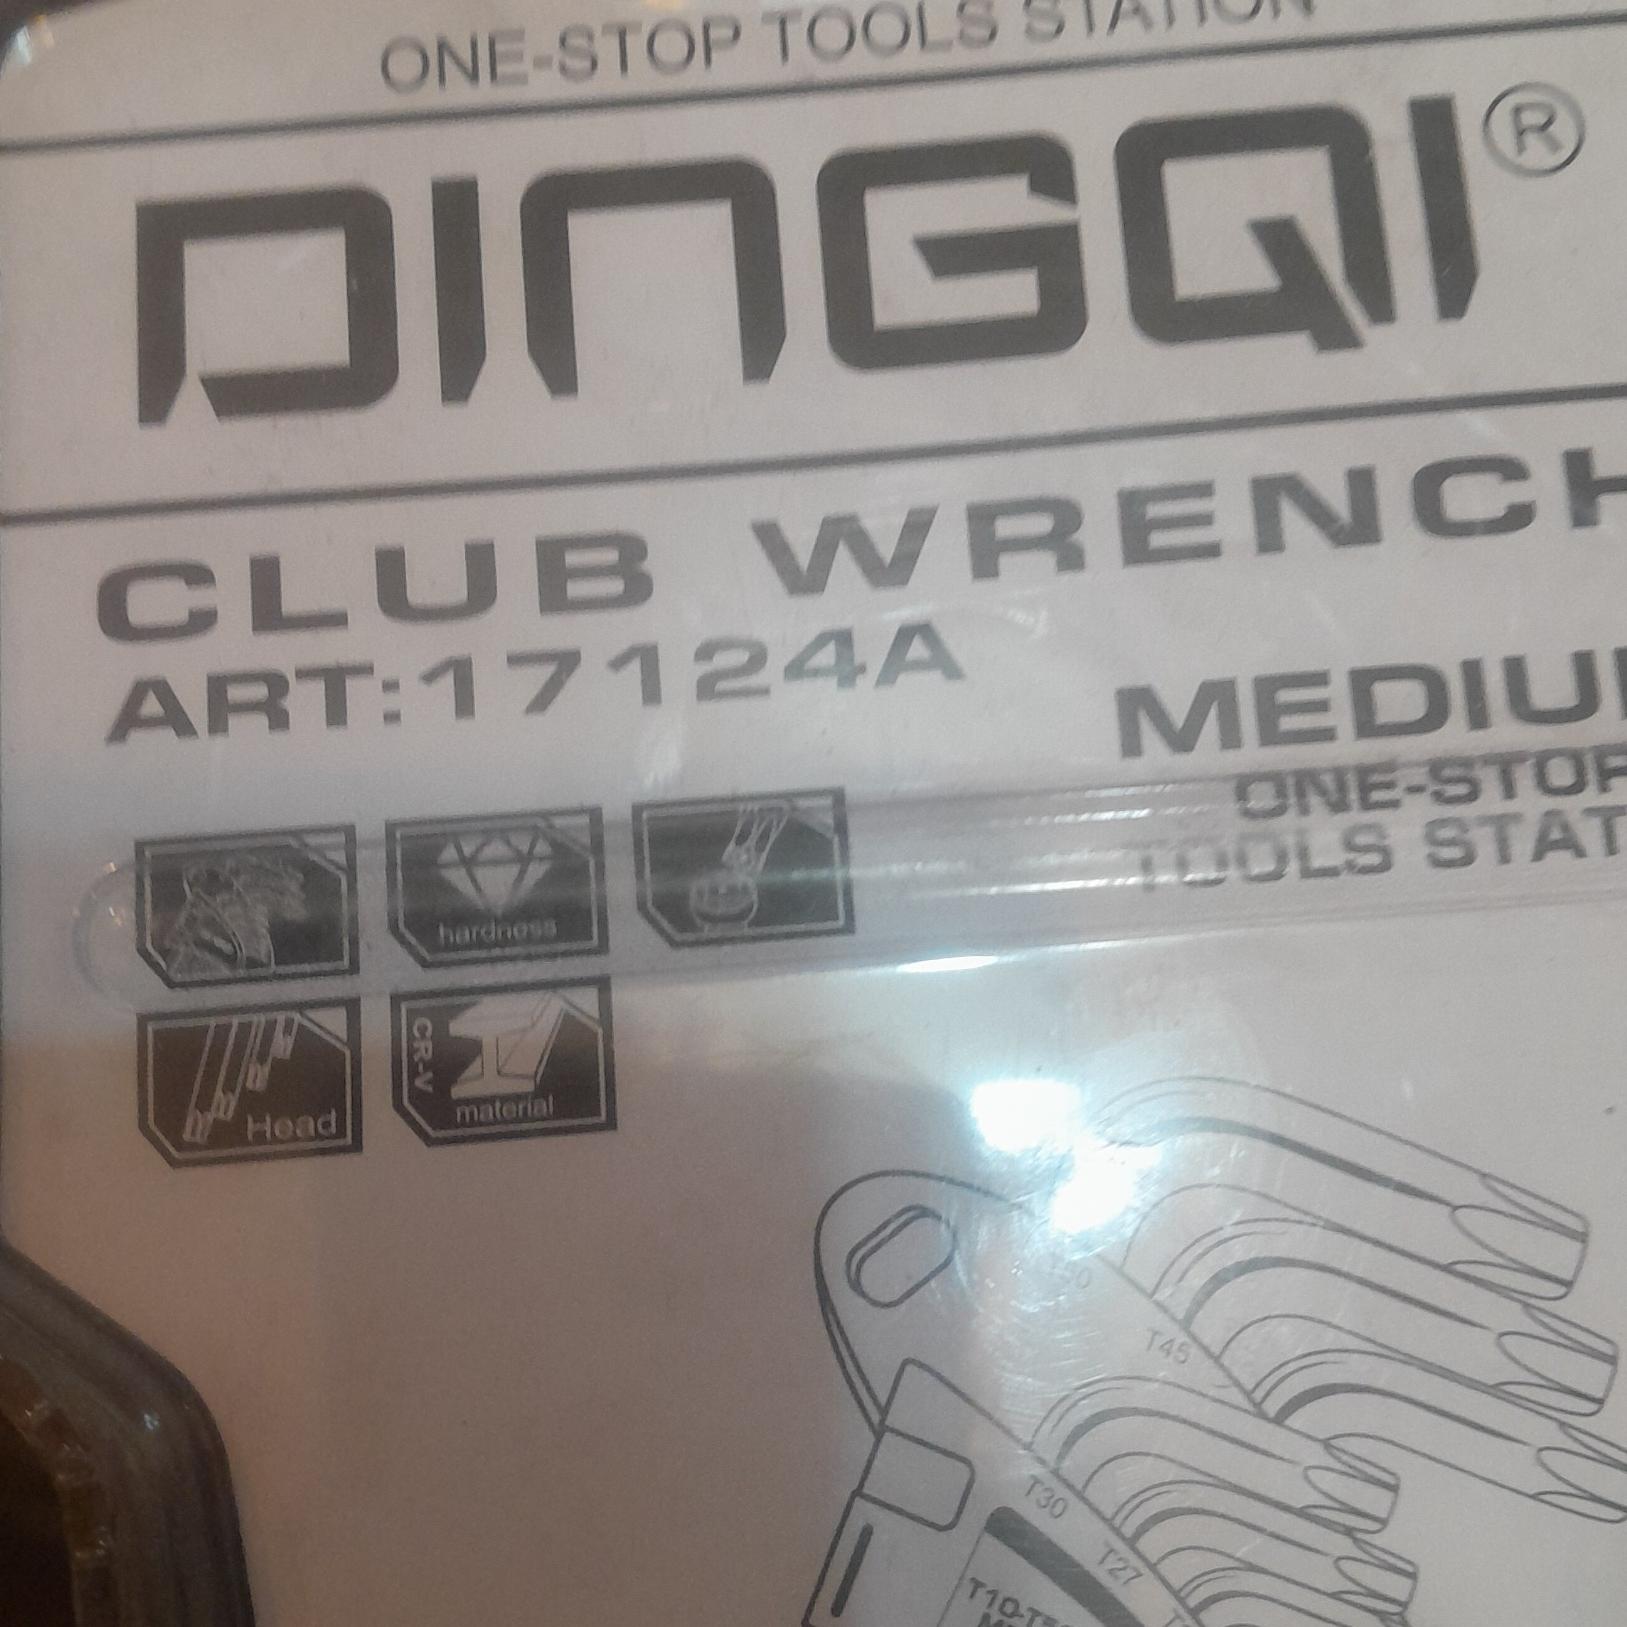 ONE-STOP TOOLS STATION
DINGQI®
CLUB WRENCH
ART:17124A
MEDIU
ONE-STOP
TOOLS STAT
hardness
Head
CR-V
material
T45
T30
T27